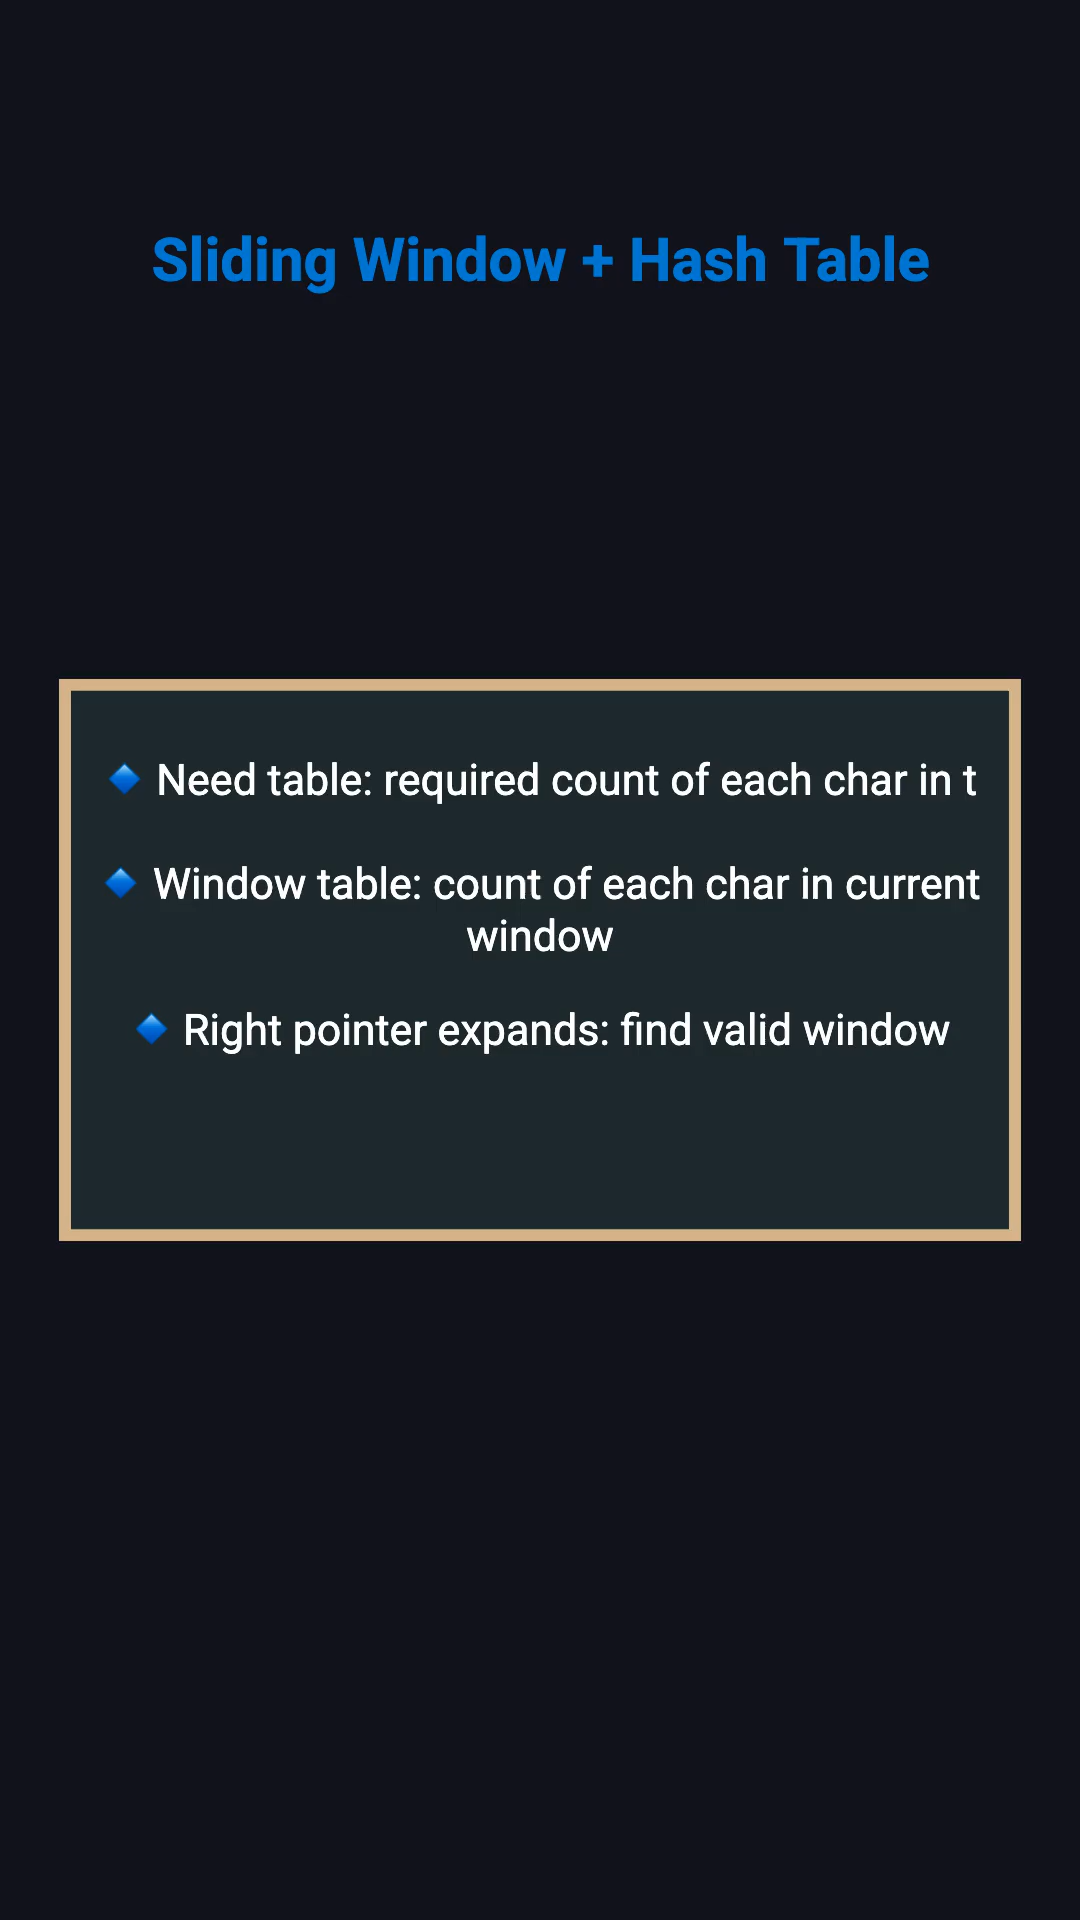 Sliding Window + Hash Table
🔹 Need table: required count of each char in t
🔹 Window table: count of each char in current
window
🔹 Right pointer expands: find valid window